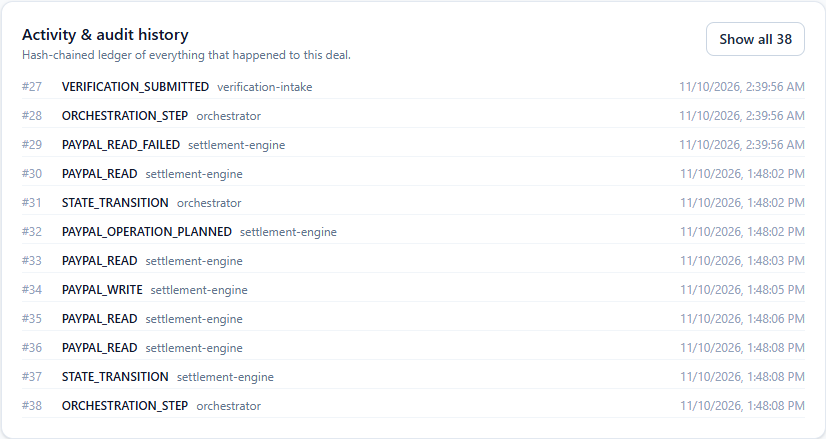 Activity & audit history
Show all 38
Hash-chained ledger of everything that happened to this deal.
#27 VERIFICATION_SUBMITTED verification-intake 11/10/2026, 2:39:56 AM
#28 ORCHESTRATION_STEP orchestrator 11/10/2026, 2:39:56 AM
#29 PAYPAL_READ_FAILED settlement-engine 11/10/2026, 2:39:56 AM
#30 PAYPAL_READ settlement-engine 11/10/2026, 1:48:02 PM
#31 STATE_TRANSITION orchestrator 11/10/2026, 1:48:02 PM
#32 PAYPAL_OPERATION_PLANNED settlement-engine 11/10/2026, 1:48:02 PM
#33 PAYPAL_READ settlement-engine 11/10/2026, 1:48:03 PM
#34 PAYPAL_WRITE settlement-engine 11/10/2026, 1:48:05 PM
#35 PAYPAL_READ settlement-engine 11/10/2026, 1:48:06 PM
#36 PAYPAL_READ settlement-engine 11/10/2026, 1:48:08 PM
#37 STATE_TRANSITION settlement-engine 11/10/2026, 1:48:08 PM
#38 ORCHESTRATION_STEP orchestrator 11/10/2026, 1:48:08 PM